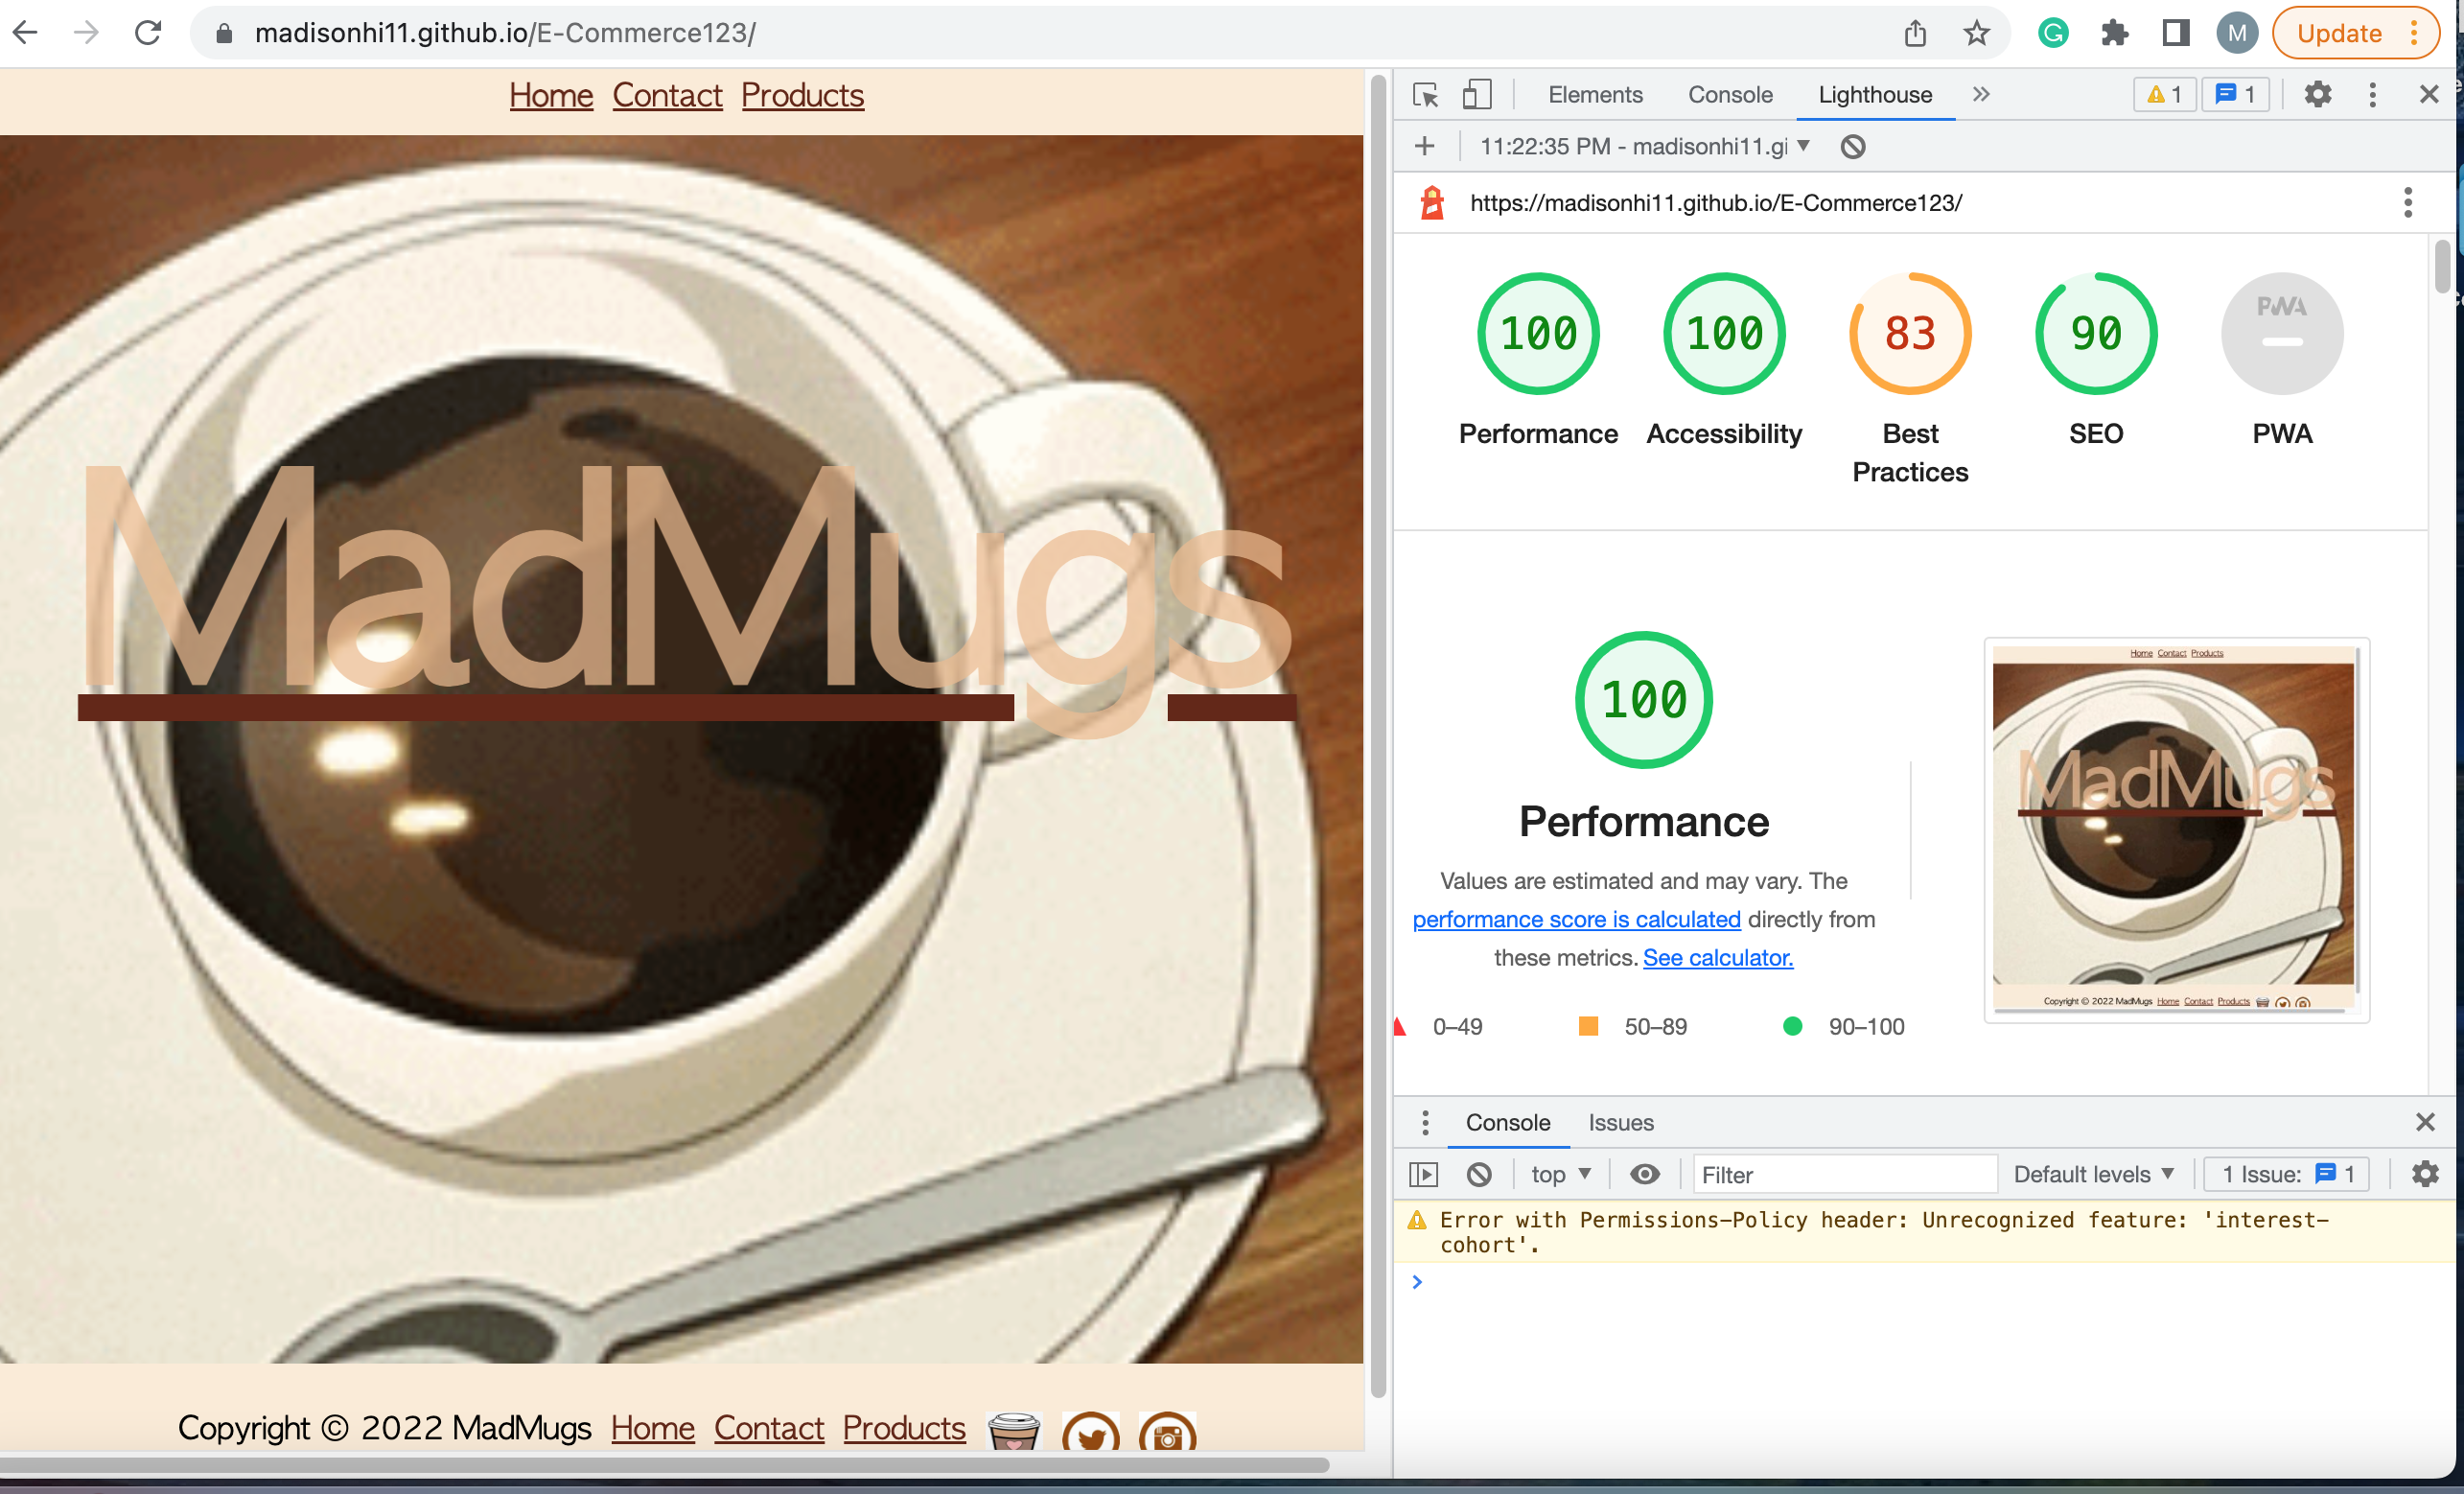 madisonhi11.github.io/E-Commerce123/
M
Update
Home Contact Products
MadMugs
Copyright © 2022 MadMugs Home Contact Products
Elements Console Lighthouse
1 1
11:22:35 PM - madisonhi11.gi
https://madisonhi11.github.io/E-Commerce123/
100 100 83 90 PWA
Performance Accessibility Best Practices SEO PWA
100
Performance
Values are estimated and may vary. The
performance score is calculated directly from
these metrics. See calculator.
Home Contact Products
MadMugs
Copyright © 2022 MadMugs Home Contact Products
0–49 50–89 90–100
Console Issues
top Filter Default levels 1 Issue: 1
Error with Permissions-Policy header: Unrecognized feature: 'interest-
cohort'.